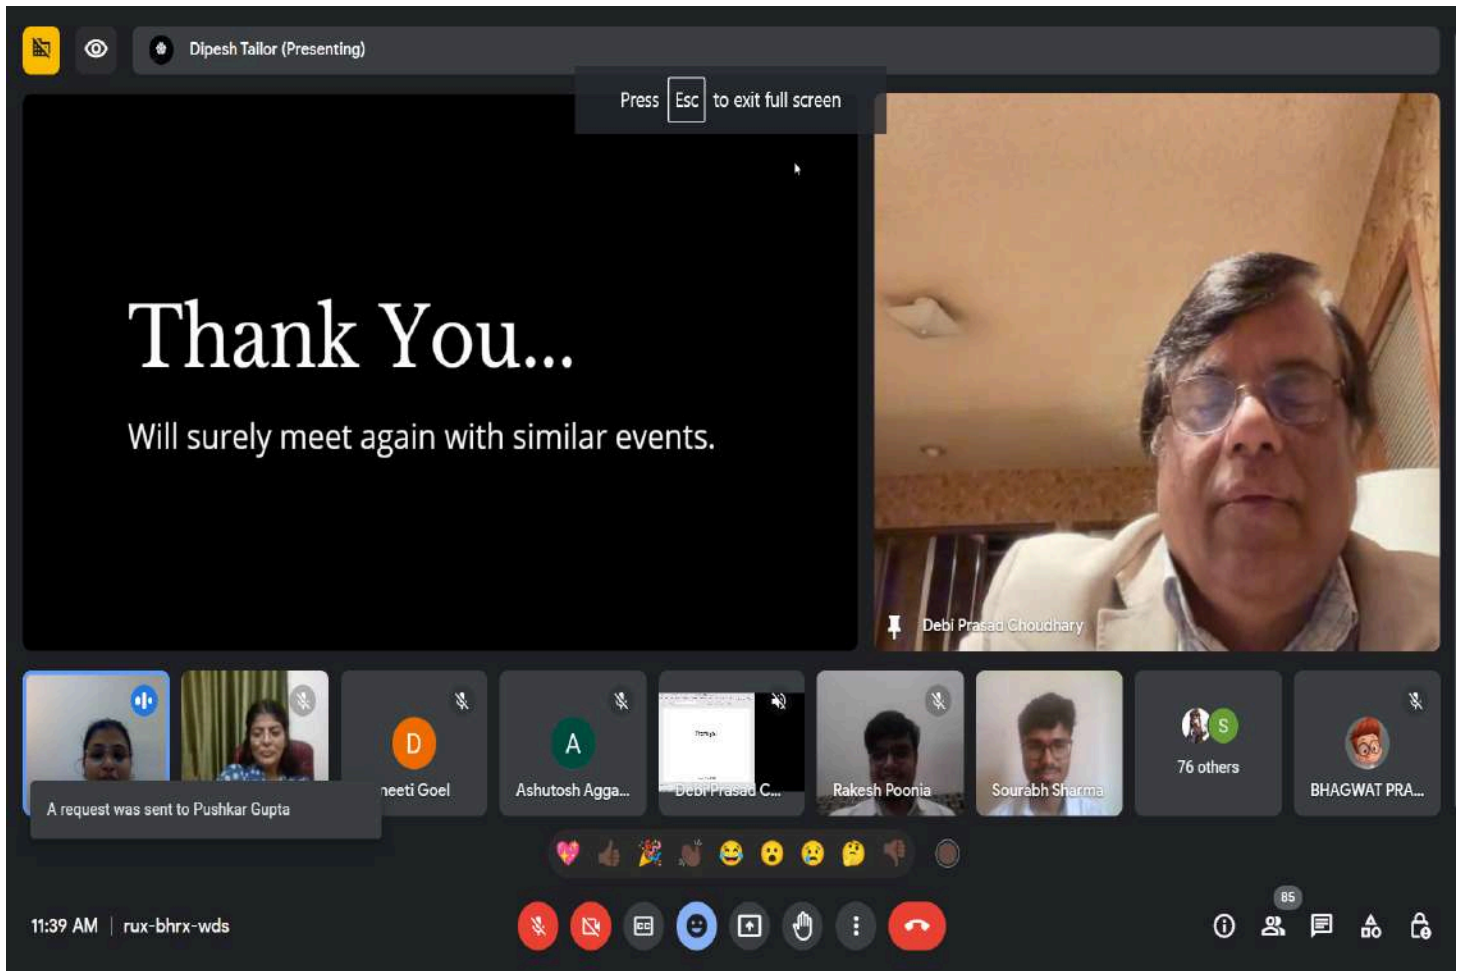 Dipesh Tailor (Presenting)
Press Esc to exit full screen
Thank You...
Will surely meet again with similar events.
Debi Prasad Choudhary
D
neeti Goel
A
Ashutosh Agga...
Debi Prasad C...
Rakesh Poonia
Sourabh Sharma
S
76 others
BHAGWAT PRA...
A request was sent to Pushkar Gupta
11:39 AM | rux-bhrx-wds
85